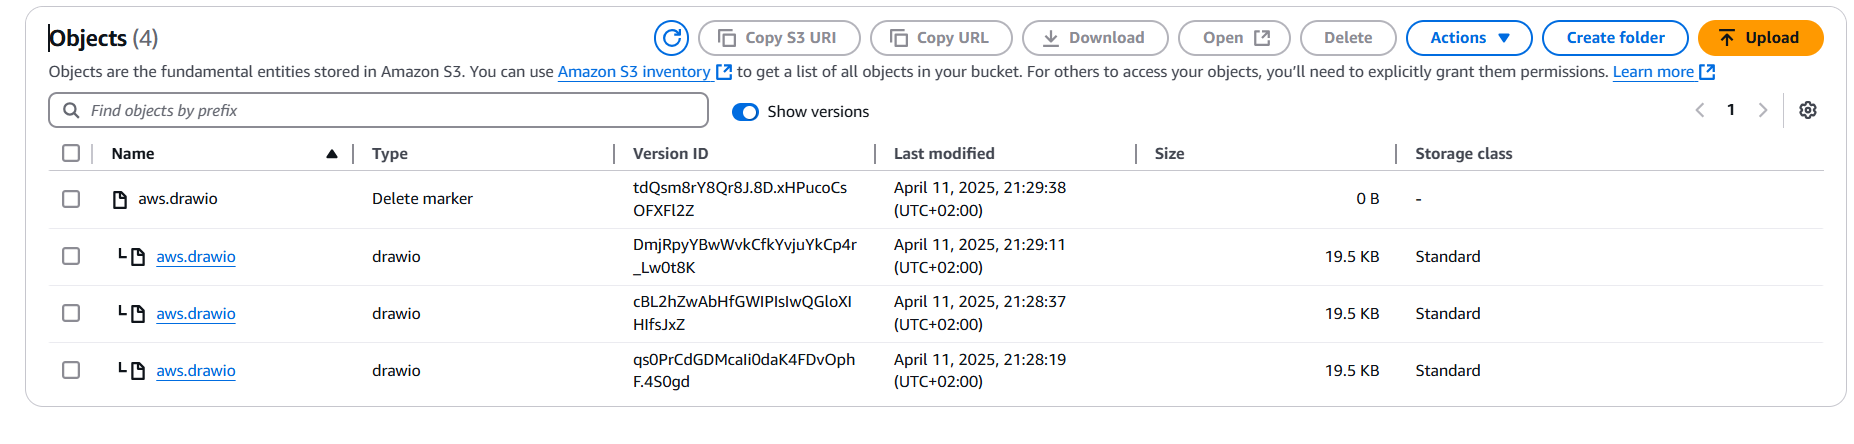 Objects (4)
Copy S3 URI
Copy URL
Download
Open
Delete
Actions
Create folder
Upload
Objects are the fundamental entities stored in Amazon S3. You can use Amazon S3 inventory to get a list of all objects in your bucket. For others to access your objects, you’ll need to explicitly grant them permissions. Learn more
Find objects by prefix
Show versions
1
Name Type Version ID Last modified Size Storage class
aws.drawio Delete marker tdQsm8rY8Qr8J.8D.xHPucoCs April 11, 2025, 21:29:38 0 B -
OFXFl2Z (UTC+02:00)
aws.drawio drawio DmjRpyYBwWvkCfkYvjuYkCp4r April 11, 2025, 21:29:11 19.5 KB Standard
_Lw0t8K (UTC+02:00)
aws.drawio drawio cBL2hZwAbHfGWIPIsIwQGloXI April 11, 2025, 21:28:37 19.5 KB Standard
HIfsJxZ (UTC+02:00)
aws.drawio drawio qs0PrCdGDMcaIi0daK4FDvOph April 11, 2025, 21:28:19 19.5 KB Standard
F.4S0gd (UTC+02:00)